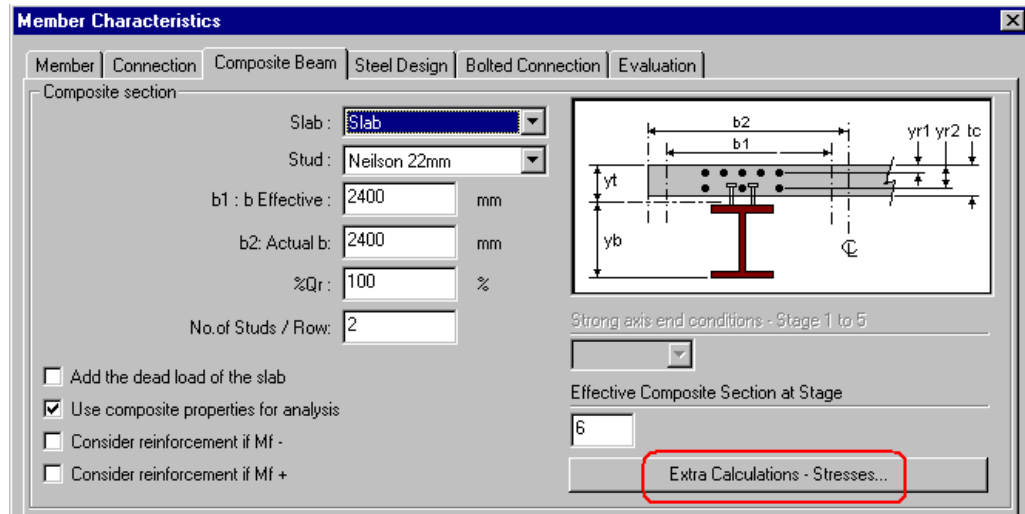 Member Characteristics
Member Connection Composite Beam Steel Design Bolted Connection Evaluation
Composite section
Slab : Slab
Stud : Neilson 22mm
b1 : b Effective : 2400 mm
b2: Actual b: 2400 mm
%Qr : 100 %
No.of Studs / Row: 2
Add the dead load of the slab
Use composite properties for analysis
Consider reinforcement if Mf -
Consider reinforcement if Mf +
b2
b1
yr1 yr2 tc
yt
yb
CL
Strong axis end conditions - Stage 1 to 5
Effective Composite Section at Stage
6
Extra Calculations - Stresses...